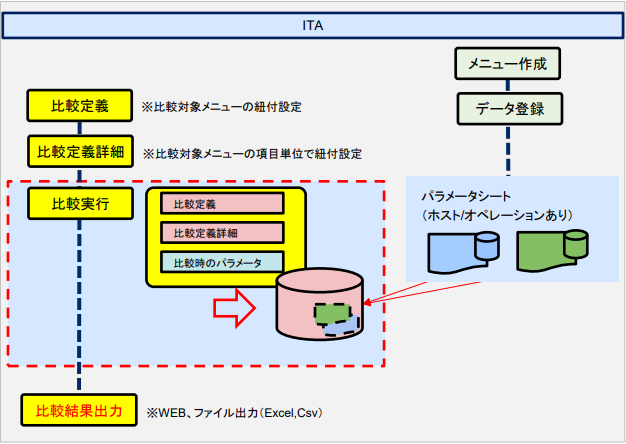 ITA
メニュー作成
データ登録
比較定義
※比較対象メニューの紐付設定
比較定義詳細
※比較対象メニューの項目単位で紐付設定
比較実行
比較定義
比較定義詳細
比較時のパラメータ
パラメータシート
（ホスト/オペレーションあり）
比較結果出力
※WEB、ファイル出力（Excel,Csv）